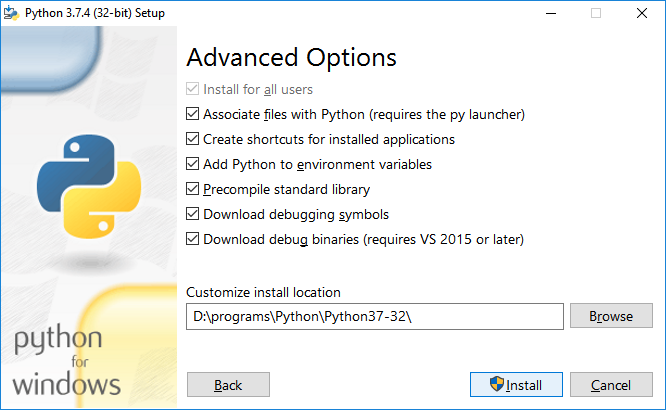 Python 3.7.4 (32-bit) Setup
Advanced Options
Install for all users
Associate files with Python (requires the py launcher)
Create shortcuts for installed applications
Add Python to environment variables
Precompile standard library
Download debugging symbols
Download debug binaries (requires VS 2015 or later)
Customize install location
D:\programs\Python\Python37-32\
Browse
python
for
windows
Back
Install
Cancel